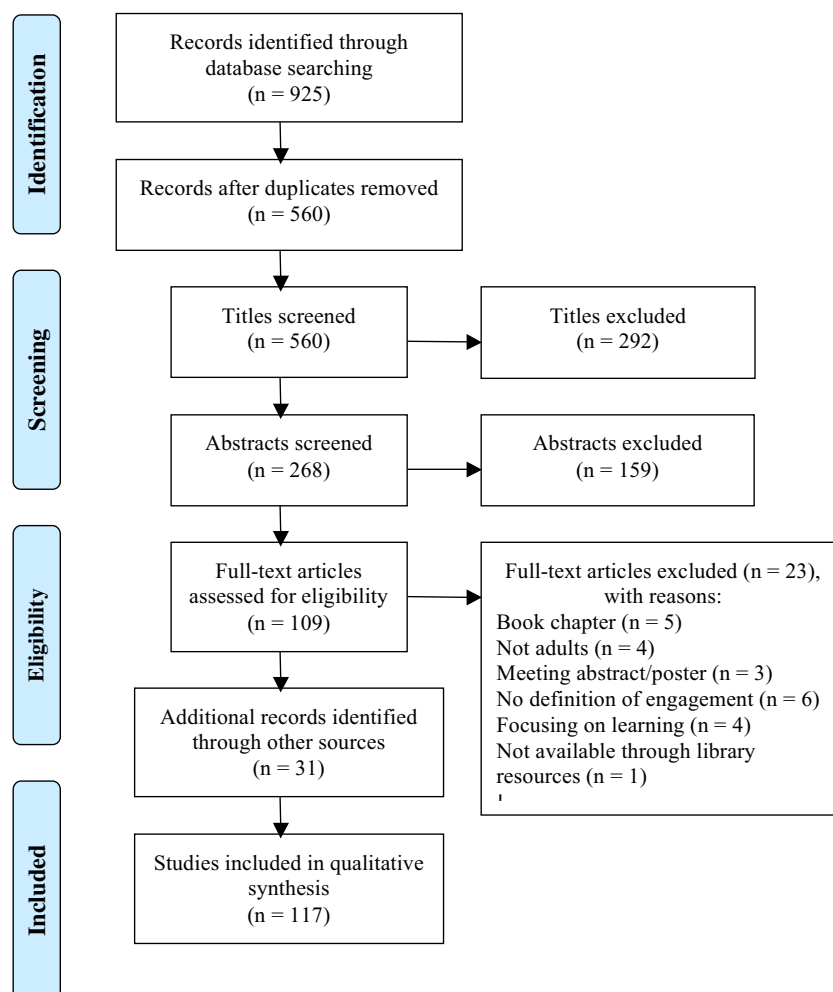 Identification
Records identified through
database searching
(n = 925)
Records after duplicates removed
(n = 560)
Screening
Titles screened
(n = 560)
Titles excluded
(n = 292)
Abstracts screened
(n = 268)
Abstracts excluded
(n = 159)
Eligibility
Full-text articles
assessed for eligibility
(n = 109)
Full-text articles excluded (n = 23),
with reasons:
Book chapter (n = 5)
Not adults (n = 4)
Meeting abstract/poster (n = 3)
No definition of engagement (n = 6)
Focusing on learning (n = 4)
Not available through library
resources (n = 1)
Additional records identified
through other sources
(n = 31)
Included
Studies included in qualitative
synthesis
(n = 117)